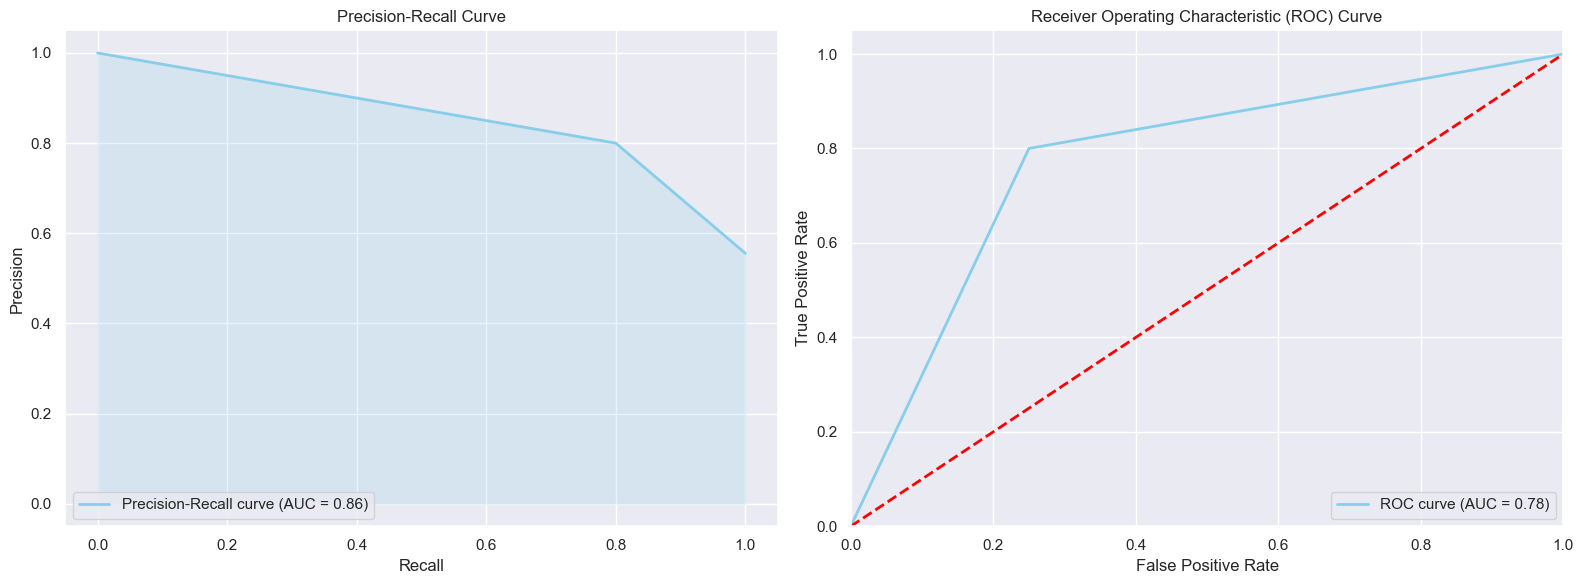 Precision-Recall Curve
1.0
0.8
0.6
0.4
0.2
0.0
Precision
Precision-Recall curve (AUC = 0.86)
0.0 0.2 0.4 0.6 0.8 1.0
Recall
Receiver Operating Characteristic (ROC) Curve
1.0
0.8
0.6
0.4
0.2
0.0
True Positive Rate
ROC curve (AUC = 0.78)
0.0 0.2 0.4 0.6 0.8 1.0
False Positive Rate